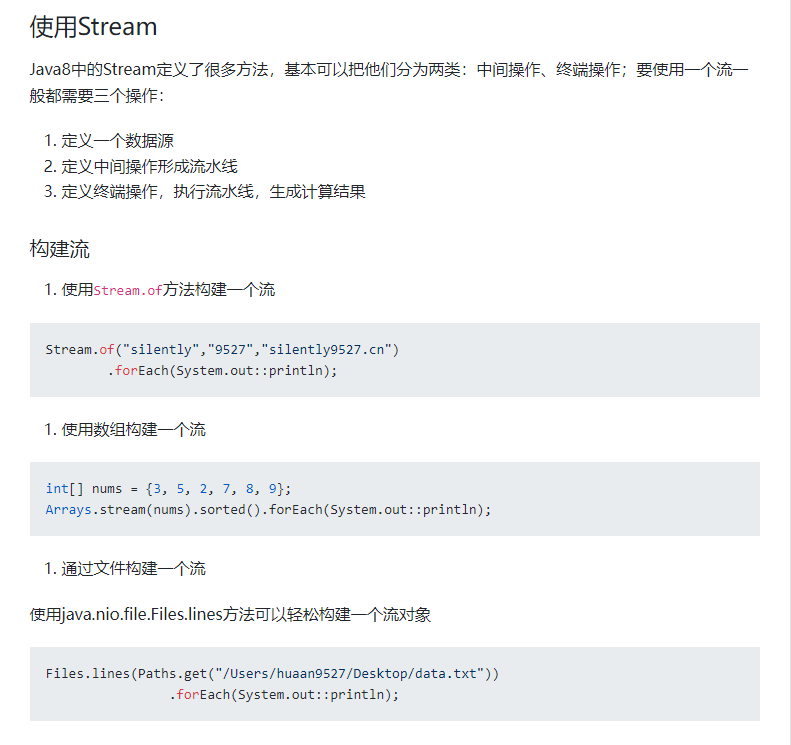 使用Stream
Java8中的Stream定义了很多方法，基本可以把他们分为两类：中间操作、终端操作；要使用一个流一
般都需要三个操作：
1. 定义一个数据源
2. 定义中间操作形成流水线
3. 定义终端操作，执行流水线，生成计算结果
构建流
1. 使用Stream.of方法构建一个流
Stream.of("silently","9527","silently9527.cn")
        .forEach(System.out::println);
1. 使用数组构建一个流
int[] nums = {3, 5, 2, 7, 8, 9};
Arrays.stream(nums).sorted().forEach(System.out::println);
1. 通过文件构建一个流
使用java.nio.file.Files.lines方法可以轻松构建一个流对象
Files.lines(Paths.get("/Users/huaan9527/Desktop/data.txt"))
                .forEach(System.out::println);